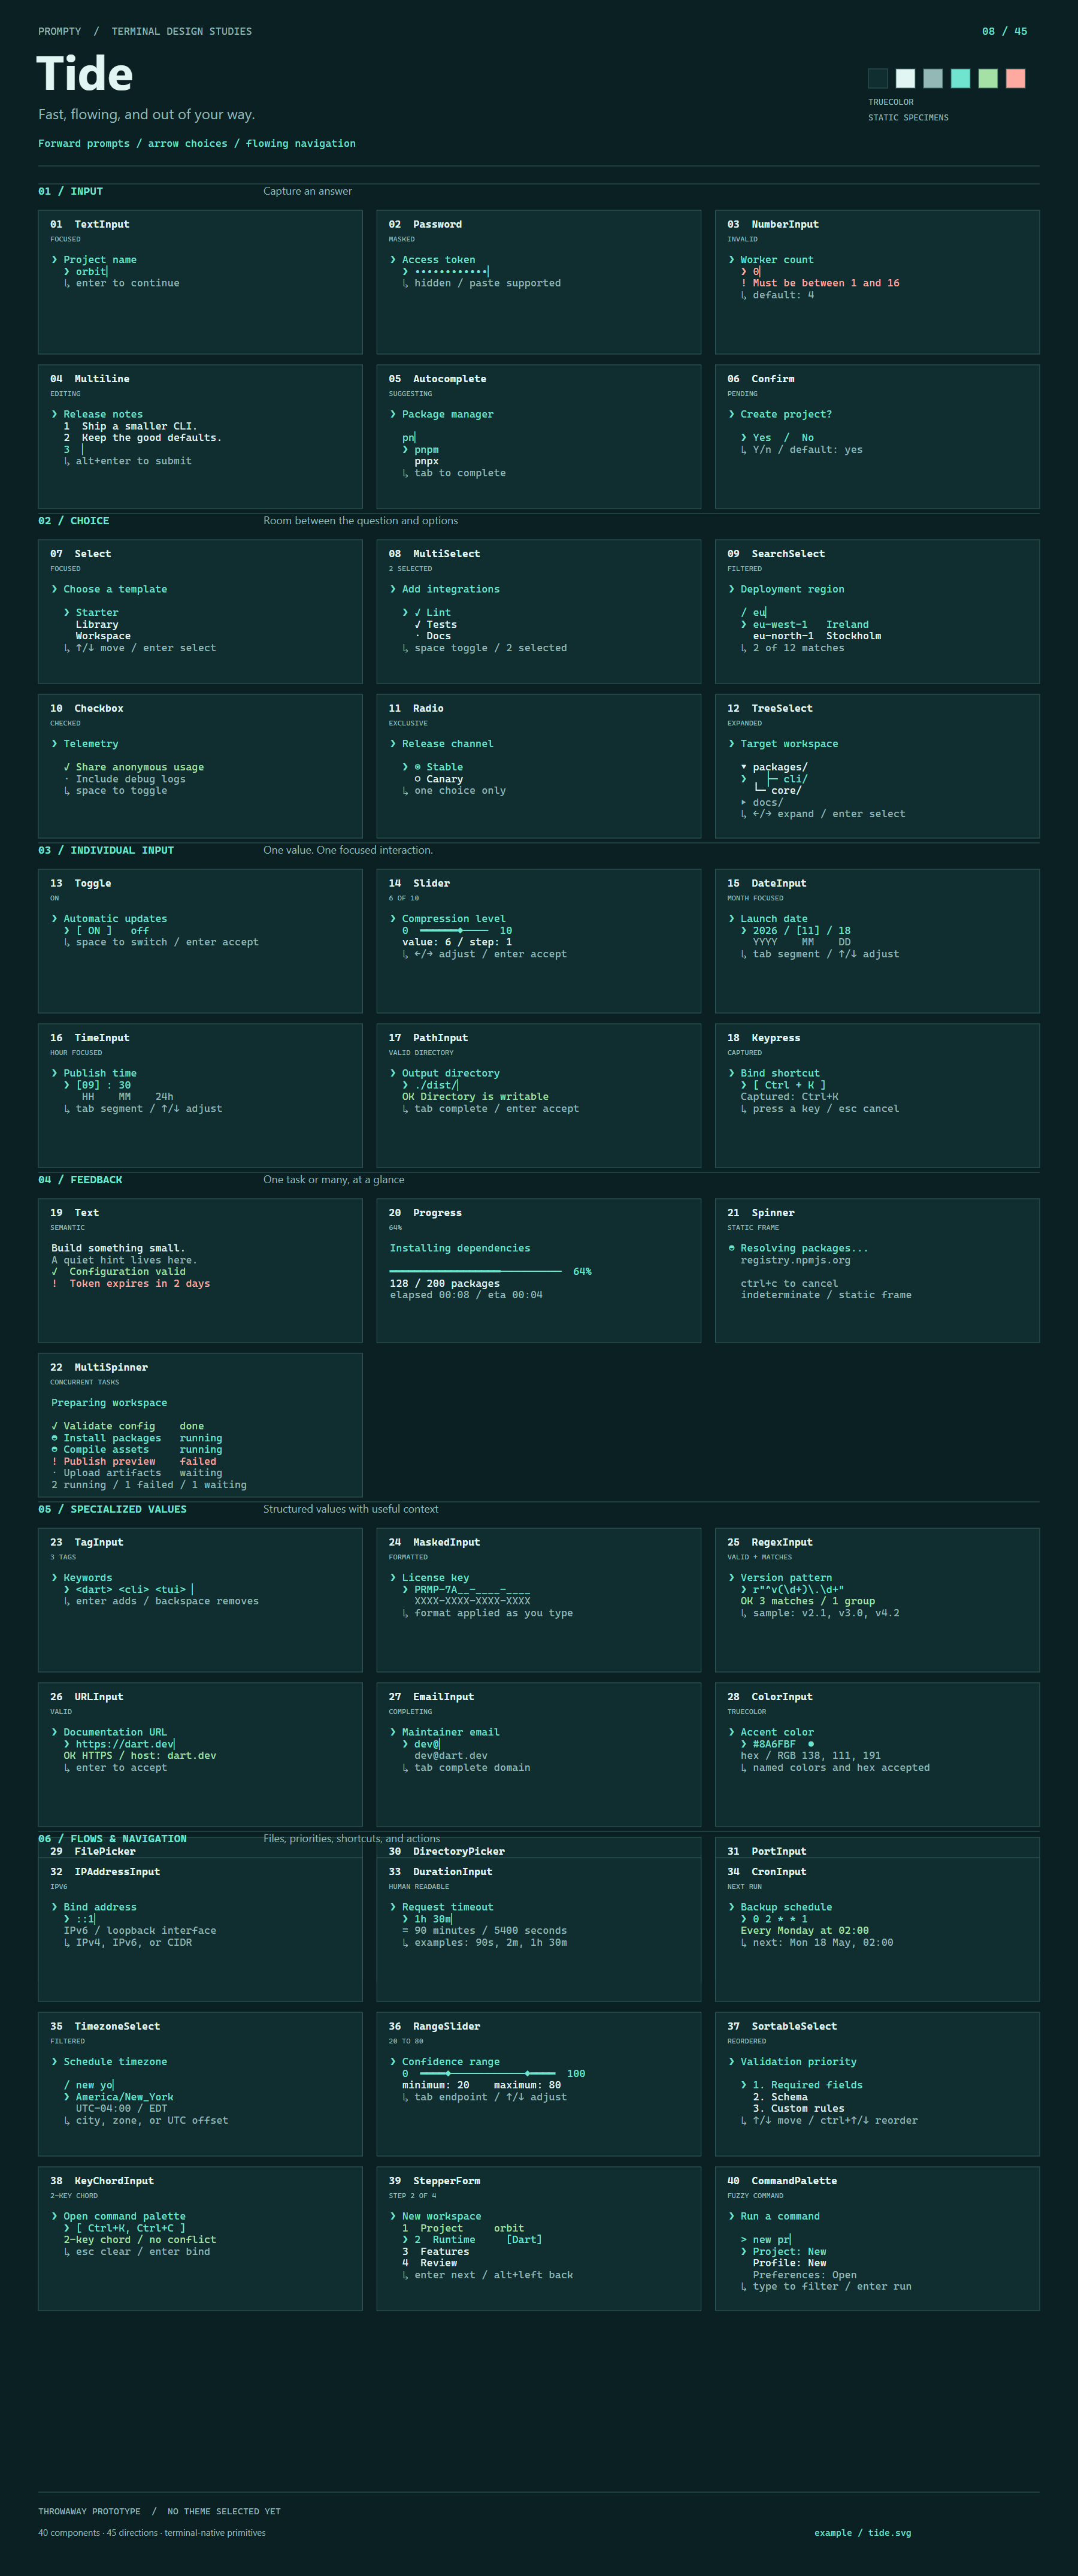 PROMPTY / TERMINAL DESIGN STUDIES
08 / 45
Tide
Fast, flowing, and out of your way.
TRUECOLOR
STATIC SPECIMENS
Forward prompts / arrow choices / flowing navigation
01 / INPUT
Capture an answer
01 TextInput
FOCUSED
❯ Project name
❯ orbit
↳ enter to continue
02 Password
MASKED
❯ Access token
❯ ••••••••••••
↳ hidden / paste supported
03 NumberInput
INVALID
❯ Worker count
❯ 0
! Must be between 1 and 16
↳ default: 4
04 Multiline
EDITING
❯ Release notes
1 Ship a smaller CLI.
2 Keep the good defaults.
3
↳ alt+enter to submit
05 Autocomplete
SUGGESTING
❯ Package manager
pn
❯ pnpm
pnpx
↳ tab to complete
06 Confirm
PENDING
❯ Create project?
❯ Yes / No
↳ Y/n / default: yes
02 / CHOICE
Room between the question and options
07 Select
FOCUSED
❯ Choose a template
❯ Starter
Library
Workspace
↳ ↑/↓ move / enter select
08 MultiSelect
2 SELECTED
❯ Add integrations
❯ ✓ Lint
✓ Tests
· Docs
↳ space toggle / 2 selected
09 SearchSelect
FILTERED
❯ Deployment region
/ eu
❯ eu-west-1 Ireland
eu-north-1 Stockholm
↳ 2 of 12 matches
10 Checkbox
CHECKED
❯ Telemetry
✓ Share anonymous usage
· Include debug logs
↳ space to toggle
11 Radio
EXCLUSIVE
❯ Release channel
❯ ◉ Stable
○ Canary
↳ one choice only
12 TreeSelect
EXPANDED
❯ Target workspace
▾ packages/
❯ ├─ cli/
└─ core/
▸ docs/
↳ ←/→ expand / enter select
03 / INDIVIDUAL INPUT
One value. One focused interaction.
13 Toggle
ON
❯ Automatic updates
❯ [ ON ] off
↳ space to switch / enter accept
14 Slider
6 OF 10
❯ Compression level
0 10
value: 6 / step: 1
↳ ←/→ adjust / enter accept
15 DateInput
MONTH FOCUSED
❯ Launch date
❯ 2026 / [11] / 18
YYYY MM DD
↳ tab segment / ↑/↓ adjust
16 TimeInput
HOUR FOCUSED
❯ Publish time
❯ [09] : 30
HH MM 24h
↳ tab segment / ↑/↓ adjust
17 PathInput
VALID DIRECTORY
❯ Output directory
❯ ./dist/
OK Directory is writable
↳ tab complete / enter accept
18 Keypress
CAPTURED
❯ Bind shortcut
❯ [ Ctrl + K ]
Captured: Ctrl+K
↳ press a key / esc cancel
04 / FEEDBACK
One task or many, at a glance
19 Text
SEMANTIC
Build something small.
A quiet hint lives here.
✓ Configuration valid
! Token expires in 2 days
20 Progress
64%
Installing dependencies
64%
128 / 200 packages
elapsed 00:08 / eta 00:04
21 Spinner
STATIC FRAME
◓ Resolving packages...
registry.npmjs.org
ctrl+c to cancel
indeterminate / static frame
22 MultiSpinner
CONCURRENT TASKS
Preparing workspace
✓ Validate config done
◓ Install packages running
◓ Compile assets running
! Publish preview failed
· Upload artifacts waiting
2 running / 1 failed / 1 waiting
05 / SPECIALIZED VALUES
Structured values with useful context
23 TagInput
3 TAGS
❯ Keywords
❯ <dart> <cli> <tui>
↳ enter adds / backspace removes
24 MaskedInput
FORMATTED
❯ License key
❯ PRMP-7A__-____-____
XXXX-XXXX-XXXX-XXXX
↳ format applied as you type
25 RegexInput
VALID + MATCHES
❯ Version pattern
❯ r"^v(\d+)\.\d+"
OK 3 matches / 1 group
↳ sample: v2.1, v3.0, v4.2
26 URLInput
VALID
❯ Documentation URL
❯ https://dart.dev
OK HTTPS / host: dart.dev
↳ enter to accept
27 EmailInput
COMPLETING
❯ Maintainer email
❯ dev@
dev@dart.dev
↳ tab complete domain
28 ColorInput
TRUECOLOR
❯ Accent color
❯ #8A6FBF ●
hex / RGB 138, 111, 191
↳ named colors and hex accepted
06 / FLOWS & NAVIGATION
Files, priorities, shortcuts, and actions
29 FilePicker
30 DirectoryPicker
31 PortInput
32 IPAddressInput
IPV6
❯ Bind address
❯ ::1
IPv6 / loopback interface
↳ IPv4, IPv6, or CIDR
33 DurationInput
HUMAN READABLE
❯ Request timeout
❯ 1h 30m
= 90 minutes / 5400 seconds
↳ examples: 90s, 2m, 1h 30m
34 CronInput
NEXT RUN
❯ Backup schedule
❯ 0 2 * * 1
Every Monday at 02:00
↳ next: Mon 18 May, 02:00
35 TimezoneSelect
FILTERED
❯ Schedule timezone
/ new yo
❯ America/New_York
UTC-04:00 / EDT
↳ city, zone, or UTC offset
36 RangeSlider
20 TO 80
❯ Confidence range
0 100
minimum: 20 maximum: 80
↳ tab endpoint / ↑/↓ adjust
37 SortableSelect
REORDERED
❯ Validation priority
❯ 1. Required fields
2. Schema
3. Custom rules
↳ ↑/↓ move / ctrl+↑/↓ reorder
38 KeyChordInput
2-KEY CHORD
❯ Open command palette
❯ [ Ctrl+K, Ctrl+C ]
2-key chord / no conflict
↳ esc clear / enter bind
39 StepperForm
STEP 2 OF 4
❯ New workspace
1 Project orbit
❯ 2 Runtime [Dart]
3 Features
4 Review
↳ enter next / alt+left back
40 CommandPalette
FUZZY COMMAND
❯ Run a command
> new pr
❯ Project: New
Profile: New
Preferences: Open
↳ type to filter / enter run
THROWAWAY PROTOTYPE / NO THEME SELECTED YET
40 components · 45 directions · terminal-native primitives
example / tide.svg